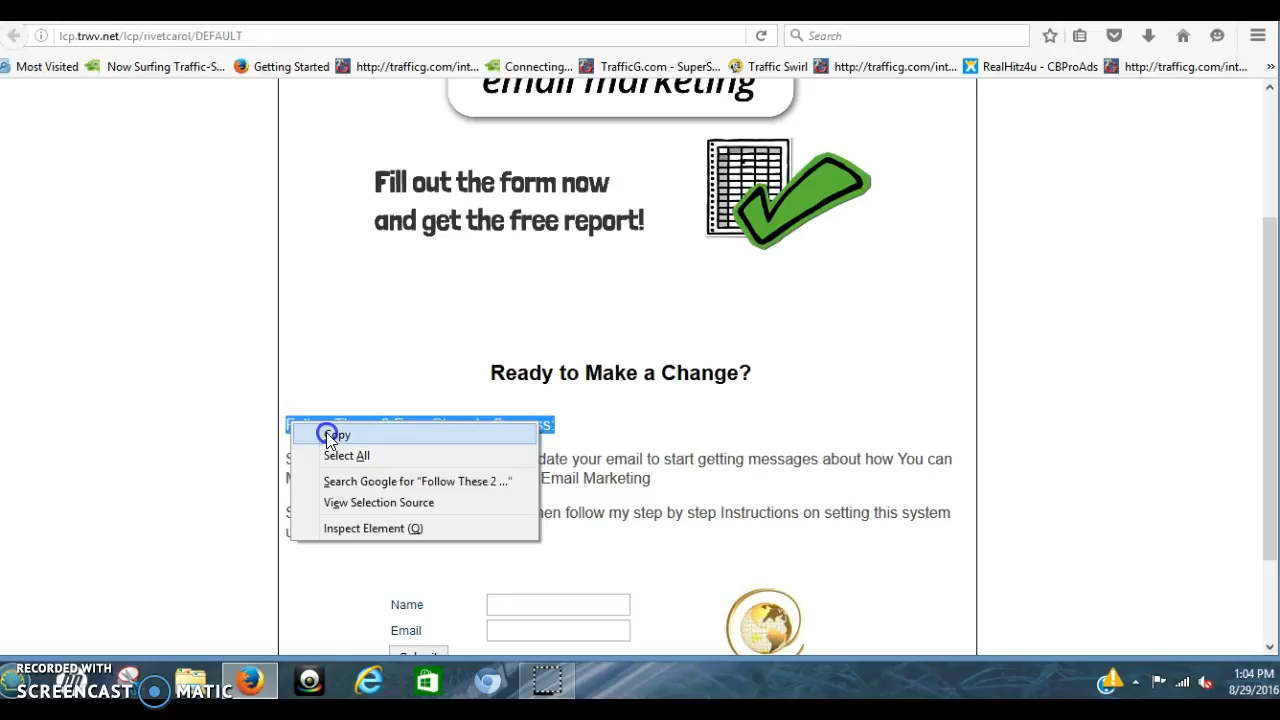 lcp.trwv.net/lcp/rivetcarol/DEFAULT
Search
Most Visited Now Surfing Traffic-S... Getting Started http://trafficg.com/int... Connecting... TrafficG.com - SuperS... Traffic Swirl http://trafficg.com/int... RealHitz4u - CBProAds http://trafficg.com/int... »
email marketing
Fill out the form now
and get the free report!
Ready to Make a Change?
Copy
Select All
Search Google for “Follow These 2 ...”
View Selection Source
Inspect Element (Q)
date your email to start getting messages about how You can
Email Marketing
then follow my step by step Instructions on setting this system
Name
Email
Submit
RECORDED WITH
SCREENCAST MATIC
1:04 PM
8/29/2016